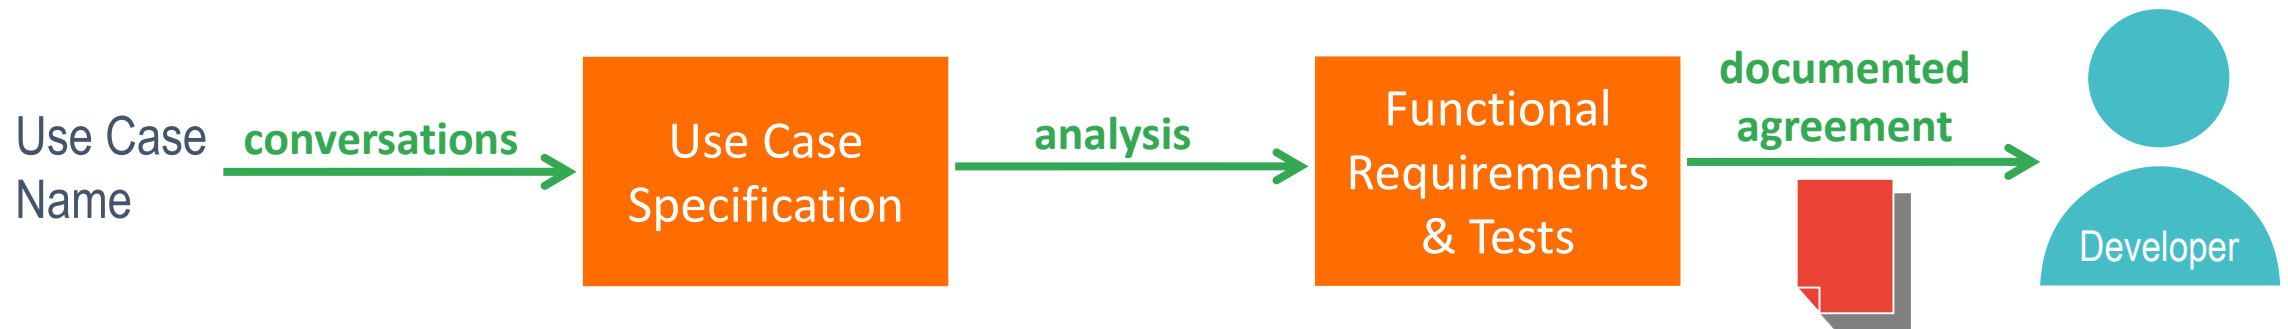 Use Case
Name
conversations
Use Case
Specification
analysis
Functional
Requirements
& Tests
documented
agreement
Developer